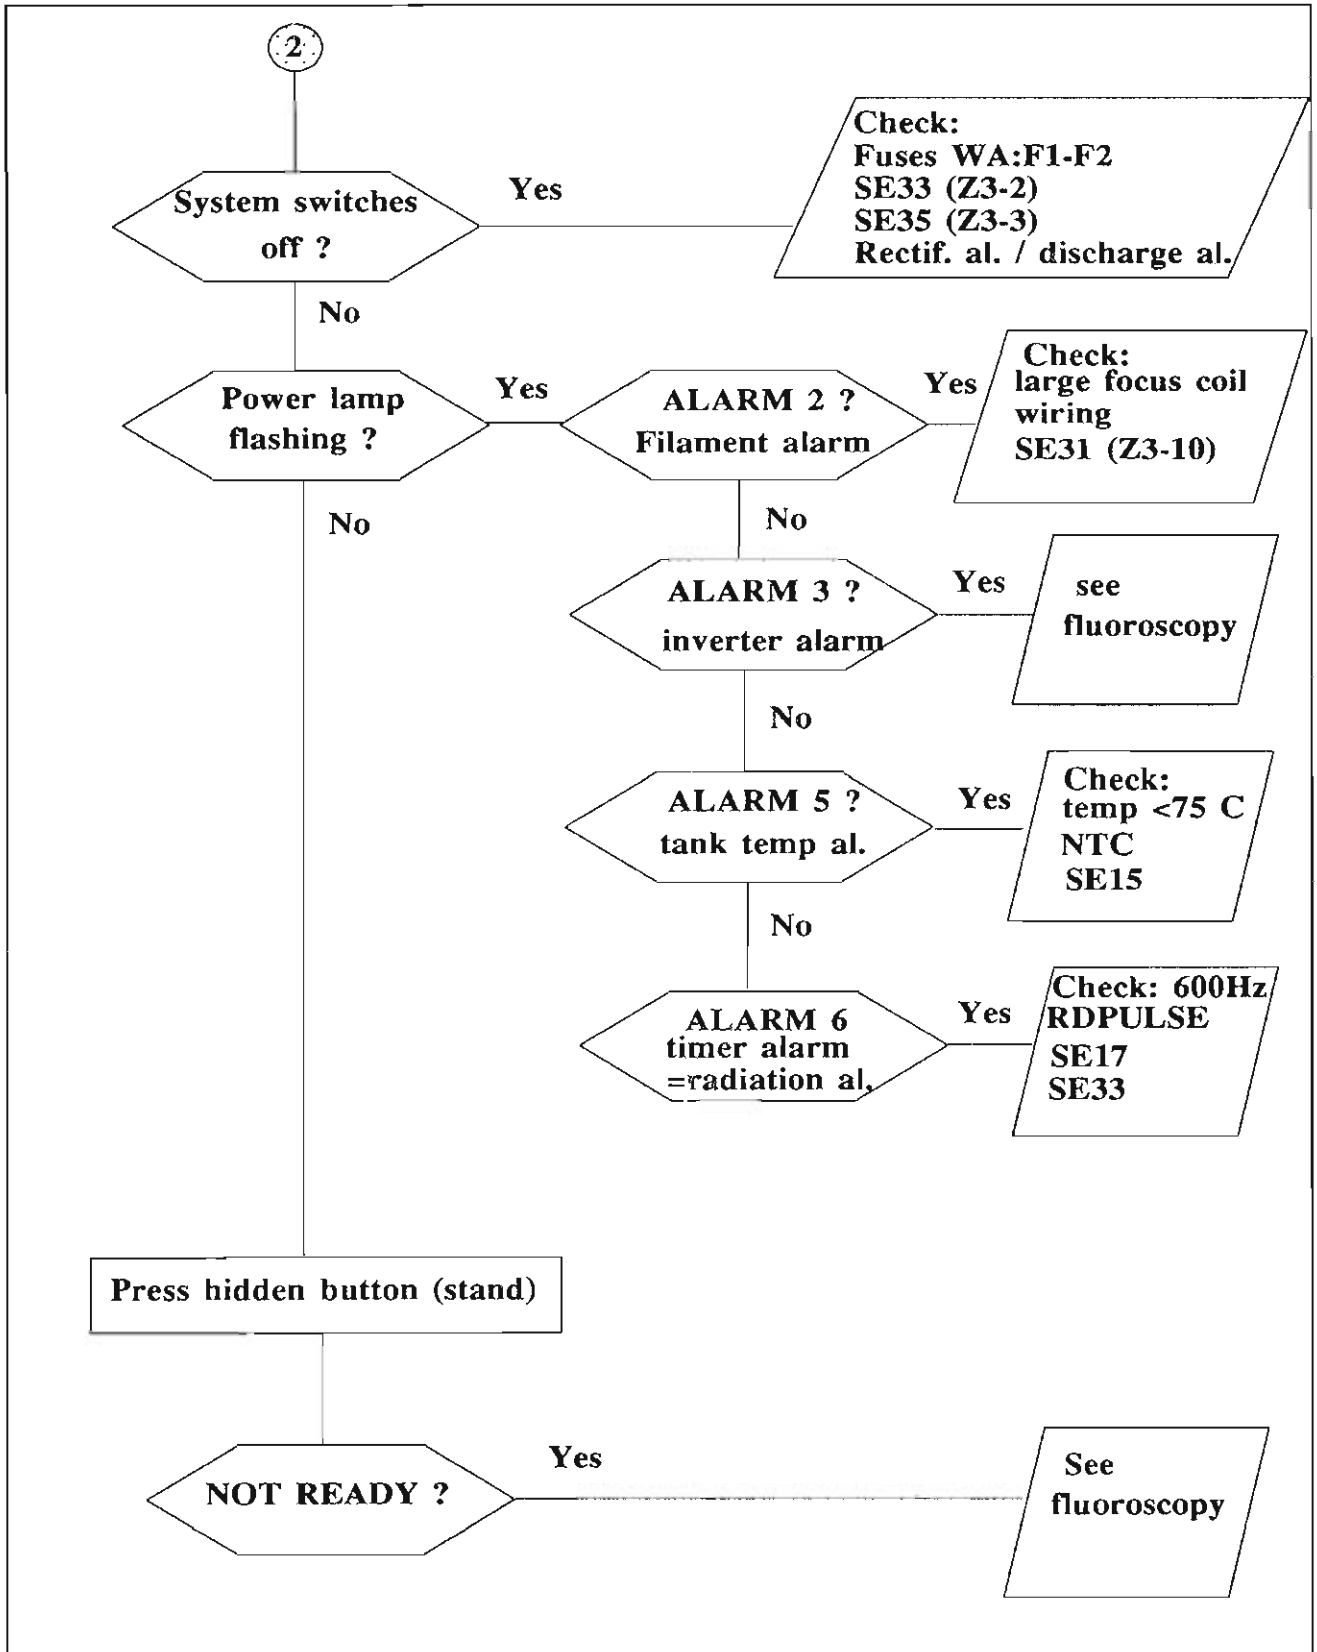 2
System switches
off ?
Yes
Check:
Fuses WA:F1-F2
SE33 (Z3-2)
SE35 (Z3-3)
Rectif. al. / discharge al.
No
Power lamp
flashing ?
Yes
ALARM 2 ?
Filament alarm
Yes
Check:
large focus coil
wiring
SE31 (Z3-10)
No
No
ALARM 3 ?
inverter alarm
Yes
see
fluoroscopy
No
ALARM 5 ?
tank temp al.
Yes
Check:
temp <75 C
NTC
SE15
No
ALARM 6
timer alarm
=radiation al,
Yes
Check: 600Hz
RDPULSE
SE17
SE33
Press hidden button (stand)
NOT READY ?
Yes
See
fluoroscopy